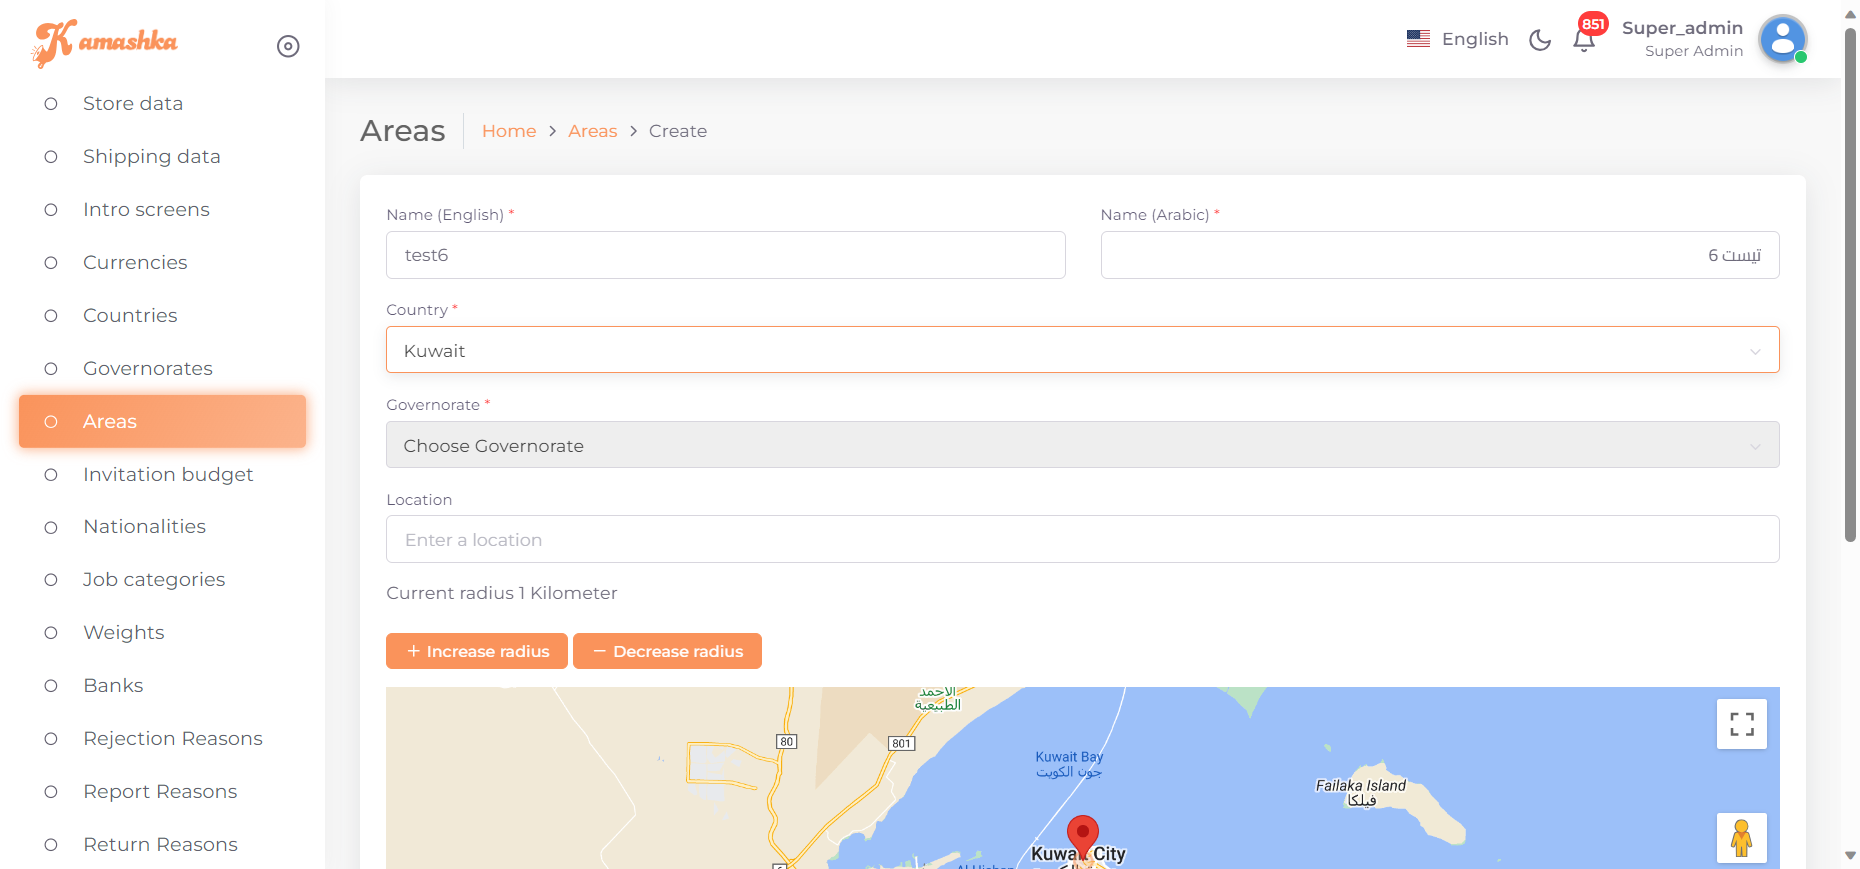 Kamashka
Store data
Shipping data
Intro screens
Currencies
Countries
Governorates
Areas
Invitation budget
Nationalities
Job categories
Weights
Banks
Rejection Reasons
Report Reasons
Return Reasons
English
851
Super_admin
Super Admin
Areas
Home > Areas > Create
Name (English) *
test6
Name (Arabic) *
تيست 6
Country *
Kuwait
Governorate *
Choose Governorate
Location
Enter a location
Current radius 1 Kilometer
+ Increase radius
− Decrease radius
الأحمد
الطبيعية
80
801
Kuwait Bay
جون الكويت
Failaka Island
فيلكا
Kuwait City